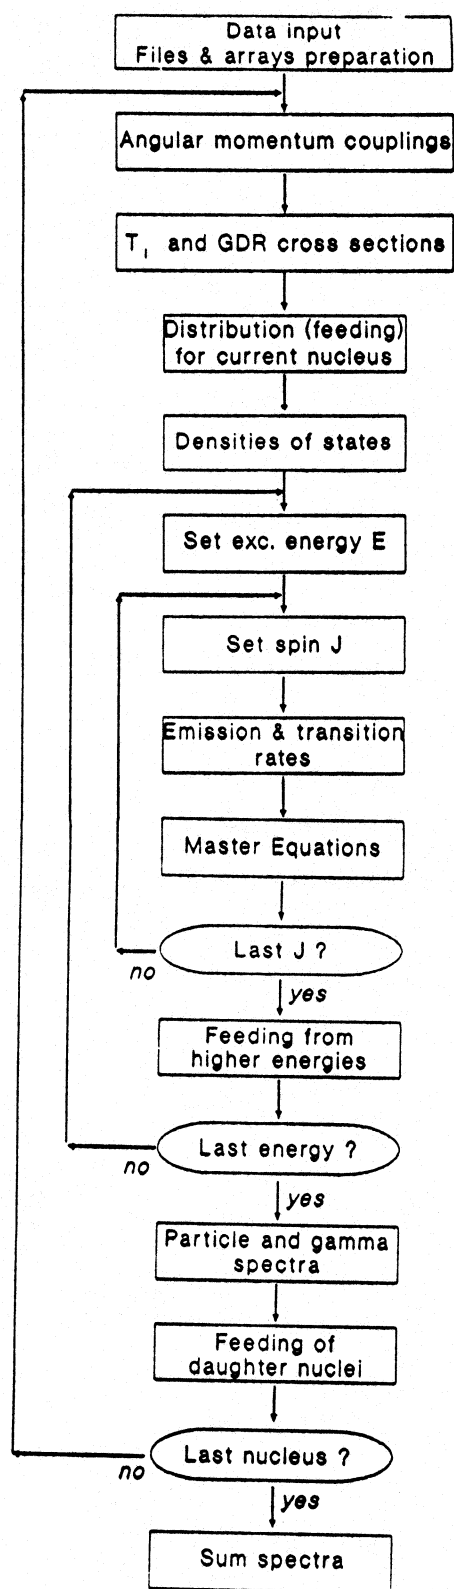 Data input
Files & arrays preparation
Angular momentum couplings
T_l and GDR cross sections
Distribution (feeding)
for current nucleus
Densities of states
Set exc. energy E
Set spin J
Emission & transition
rates
Master Equations
Last J ?
no
yes
Feeding from
higher energies
Last energy ?
no
yes
Particle and gamma
spectra
Feeding of
daughter nuclei
Last nucleus ?
no
yes
Sum spectra